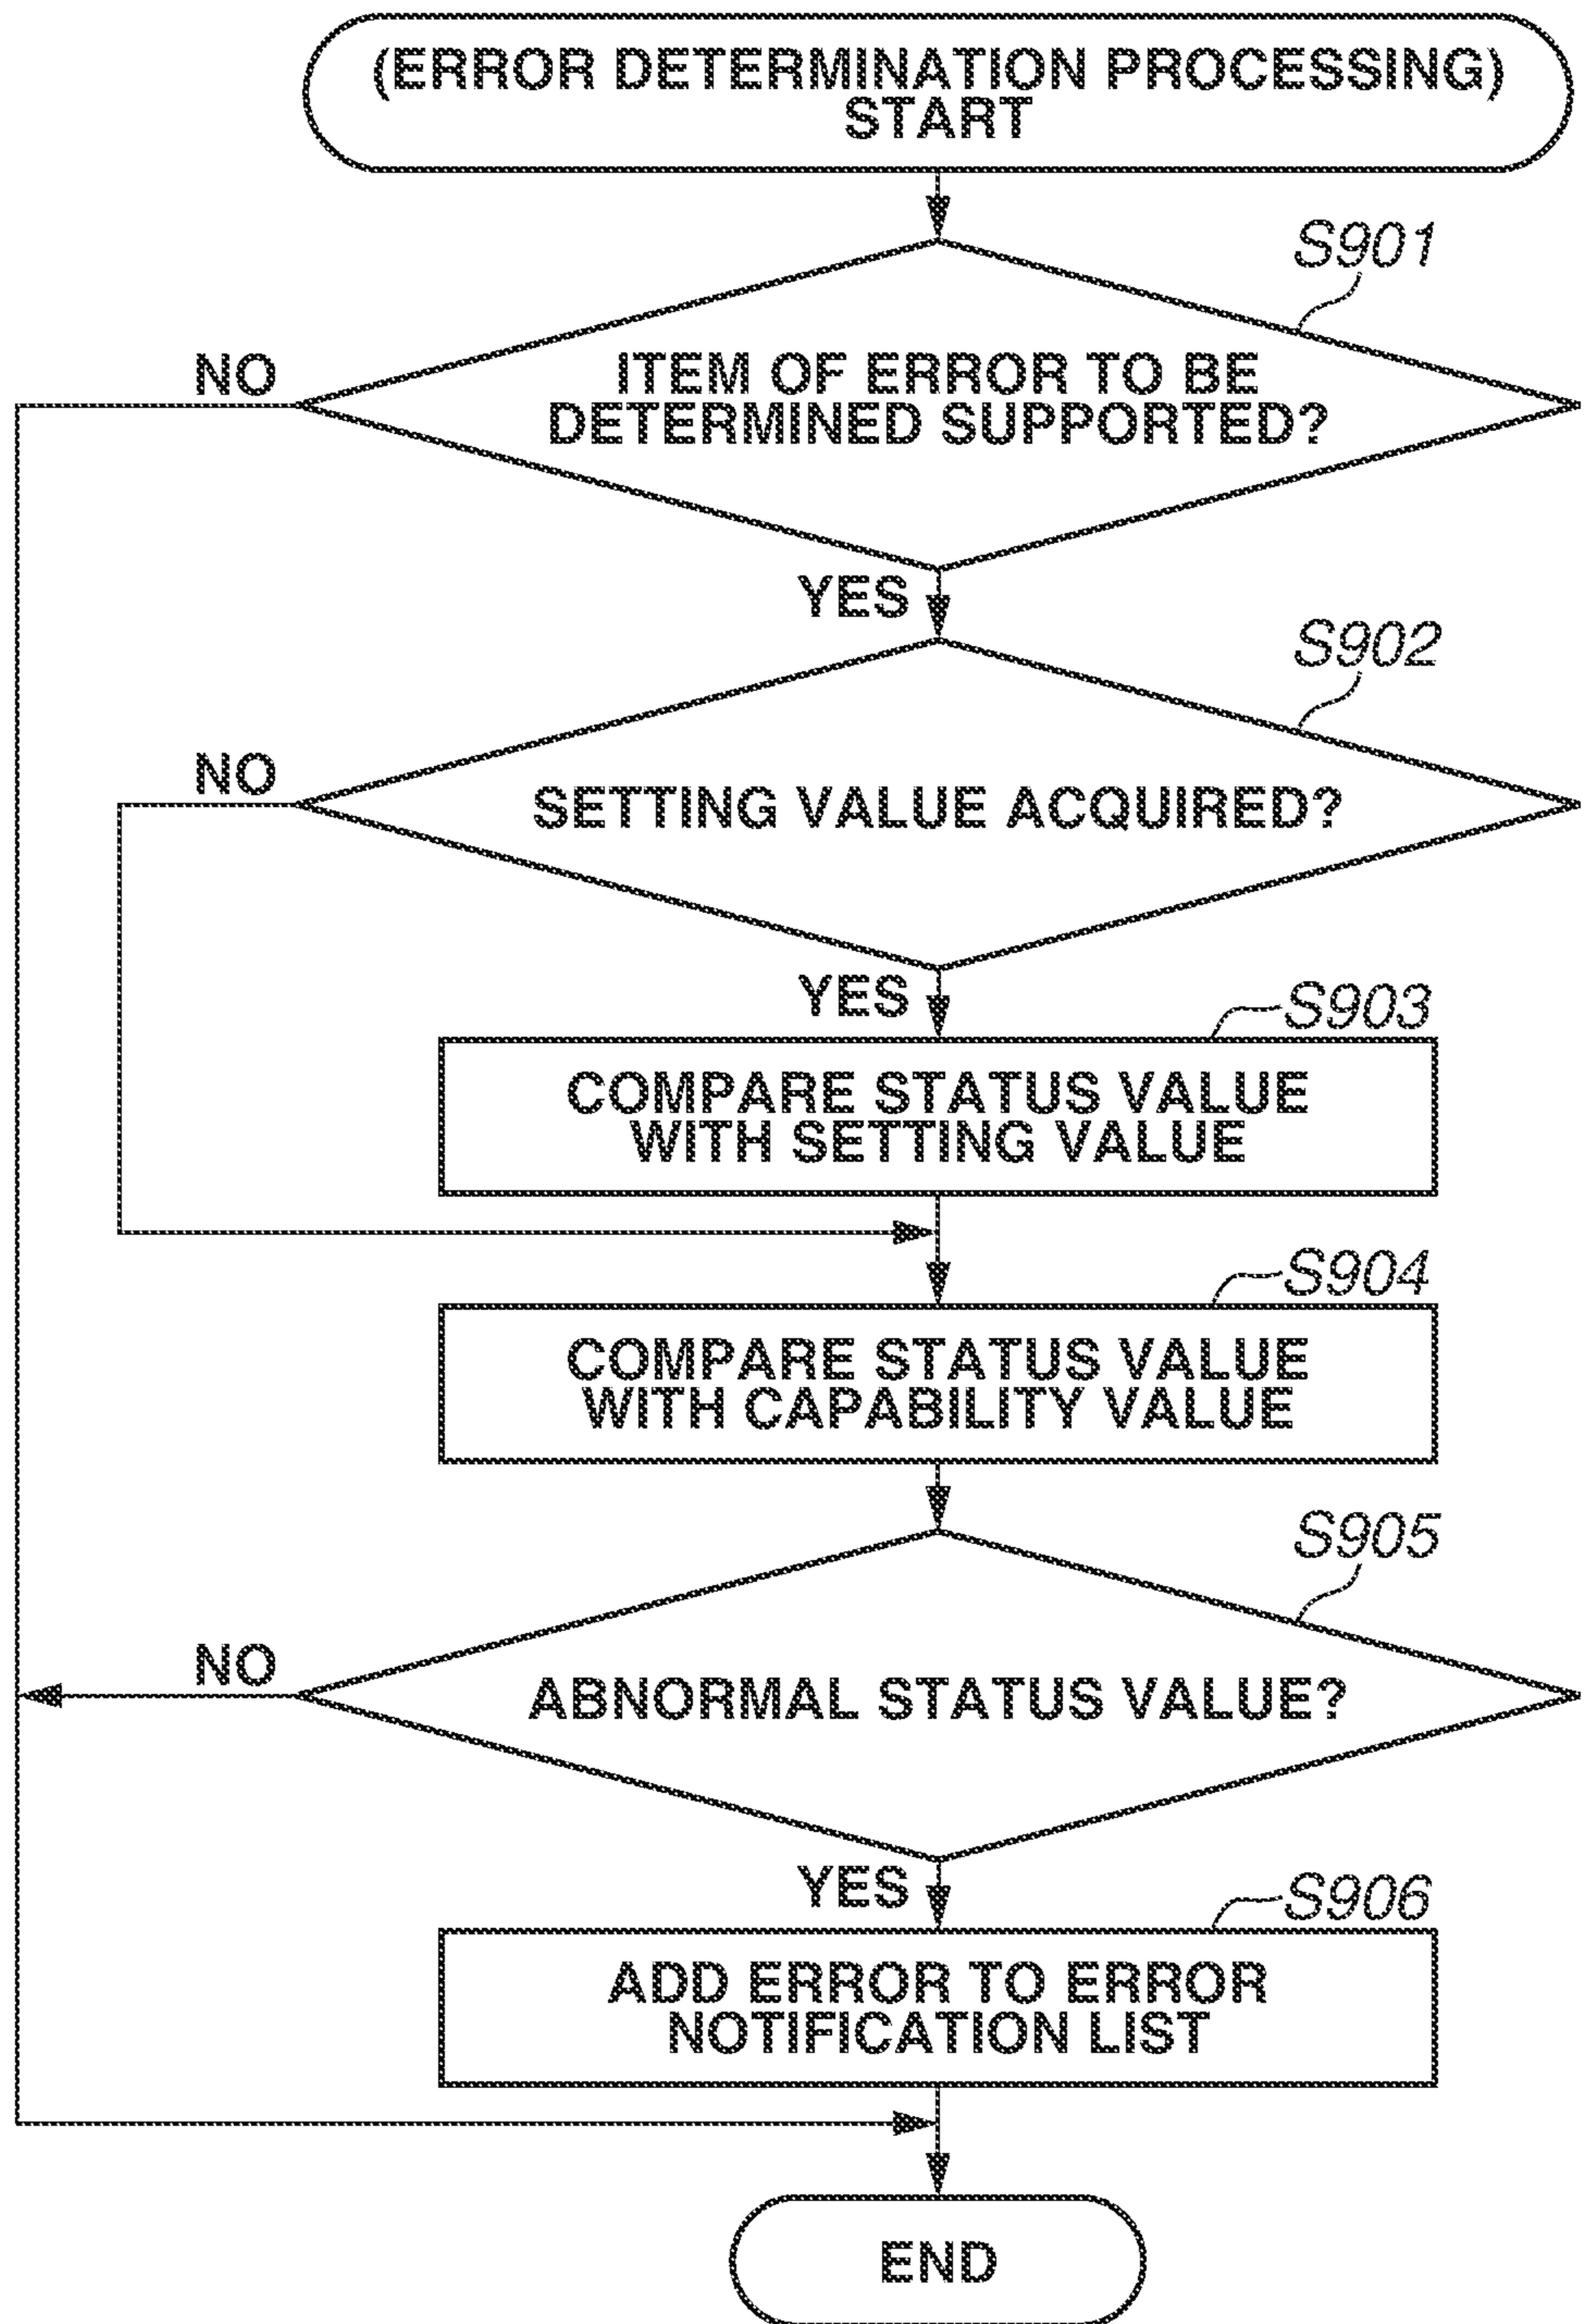 (ERROR DETERMINATION PROCESSING)
START
S901
NO
ITEM OF ERROR TO BE
DETERMINED SUPPORTED?
YES
S902
NO
SETTING VALUE ACQUIRED?
YES
S903
COMPARE STATUS VALUE
WITH SETTING VALUE
S904
COMPARE STATUS VALUE
WITH CAPABILITY VALUE
S905
NO
ABNORMAL STATUS VALUE?
YES
S906
ADD ERROR TO ERROR
NOTIFICATION LIST
END